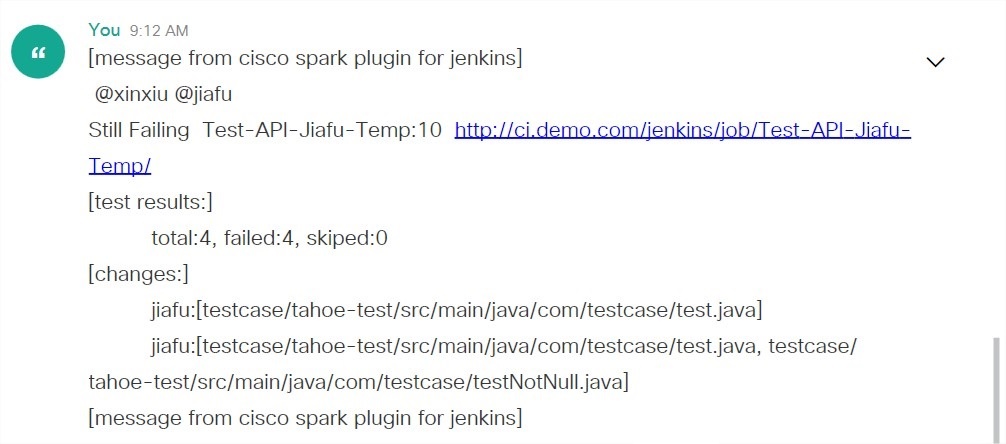 You 9:12 AM
[message from cisco spark plugin for jenkins]
@xinxiu @jiafu
Still Failing  Test-API-Jiafu-Temp:10  http://ci.demo.com/jenkins/job/Test-API-Jiafu-
Temp/
[test results:]
total:4, failed:4, skiped:0
[changes:]
jiafu:[testcase/tahoe-test/src/main/java/com/testcase/test.java]
jiafu:[testcase/tahoe-test/src/main/java/com/testcase/test.java, testcase/
tahoe-test/src/main/java/com/testcase/testNotNull.java]
[message from cisco spark plugin for jenkins]